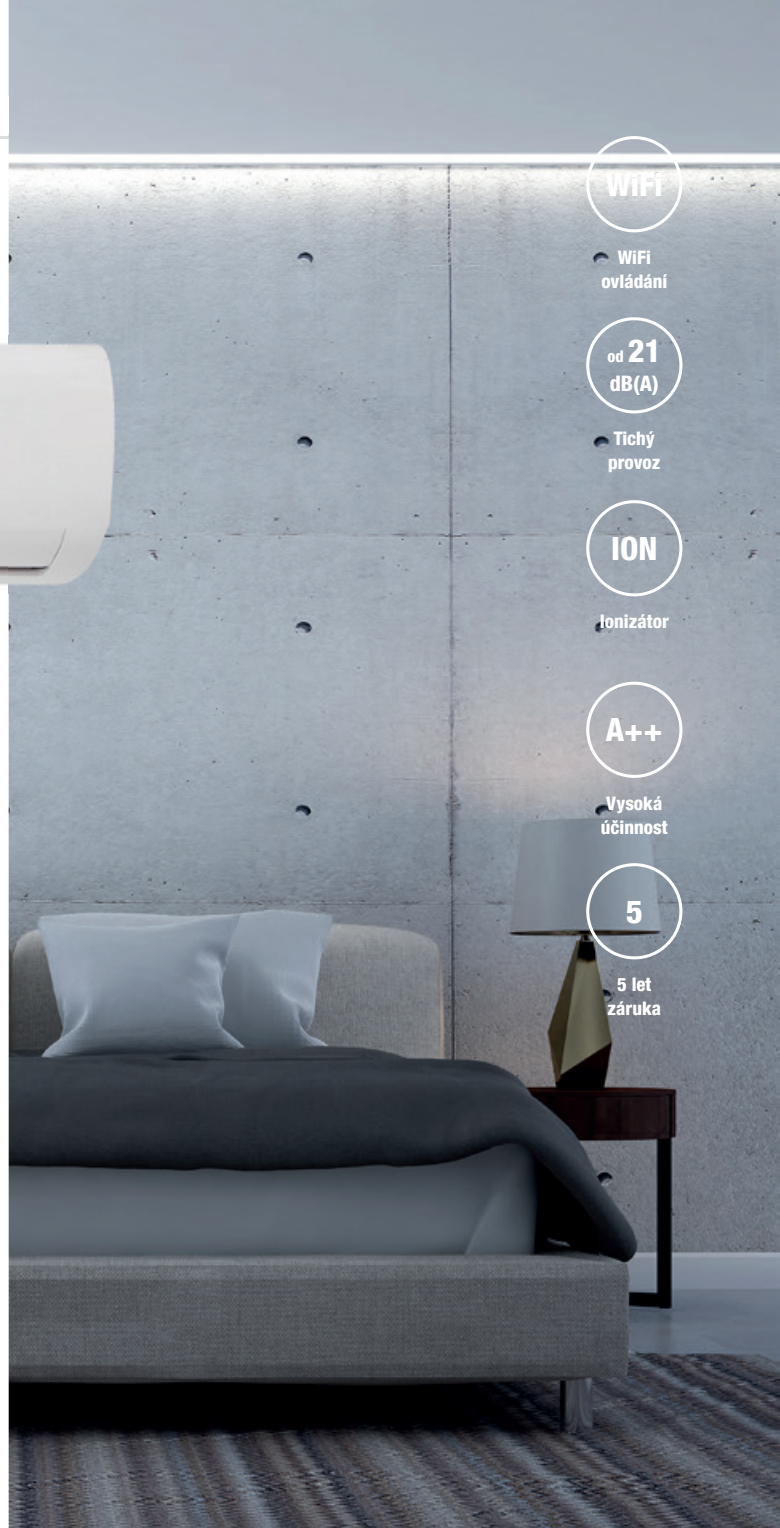 WiFi
WiFi
ovládání
od 21
dB(A)
Tichý
provoz
ION
Ionizátor
A++
Vysoká
účinnost
5
5 let
záruka